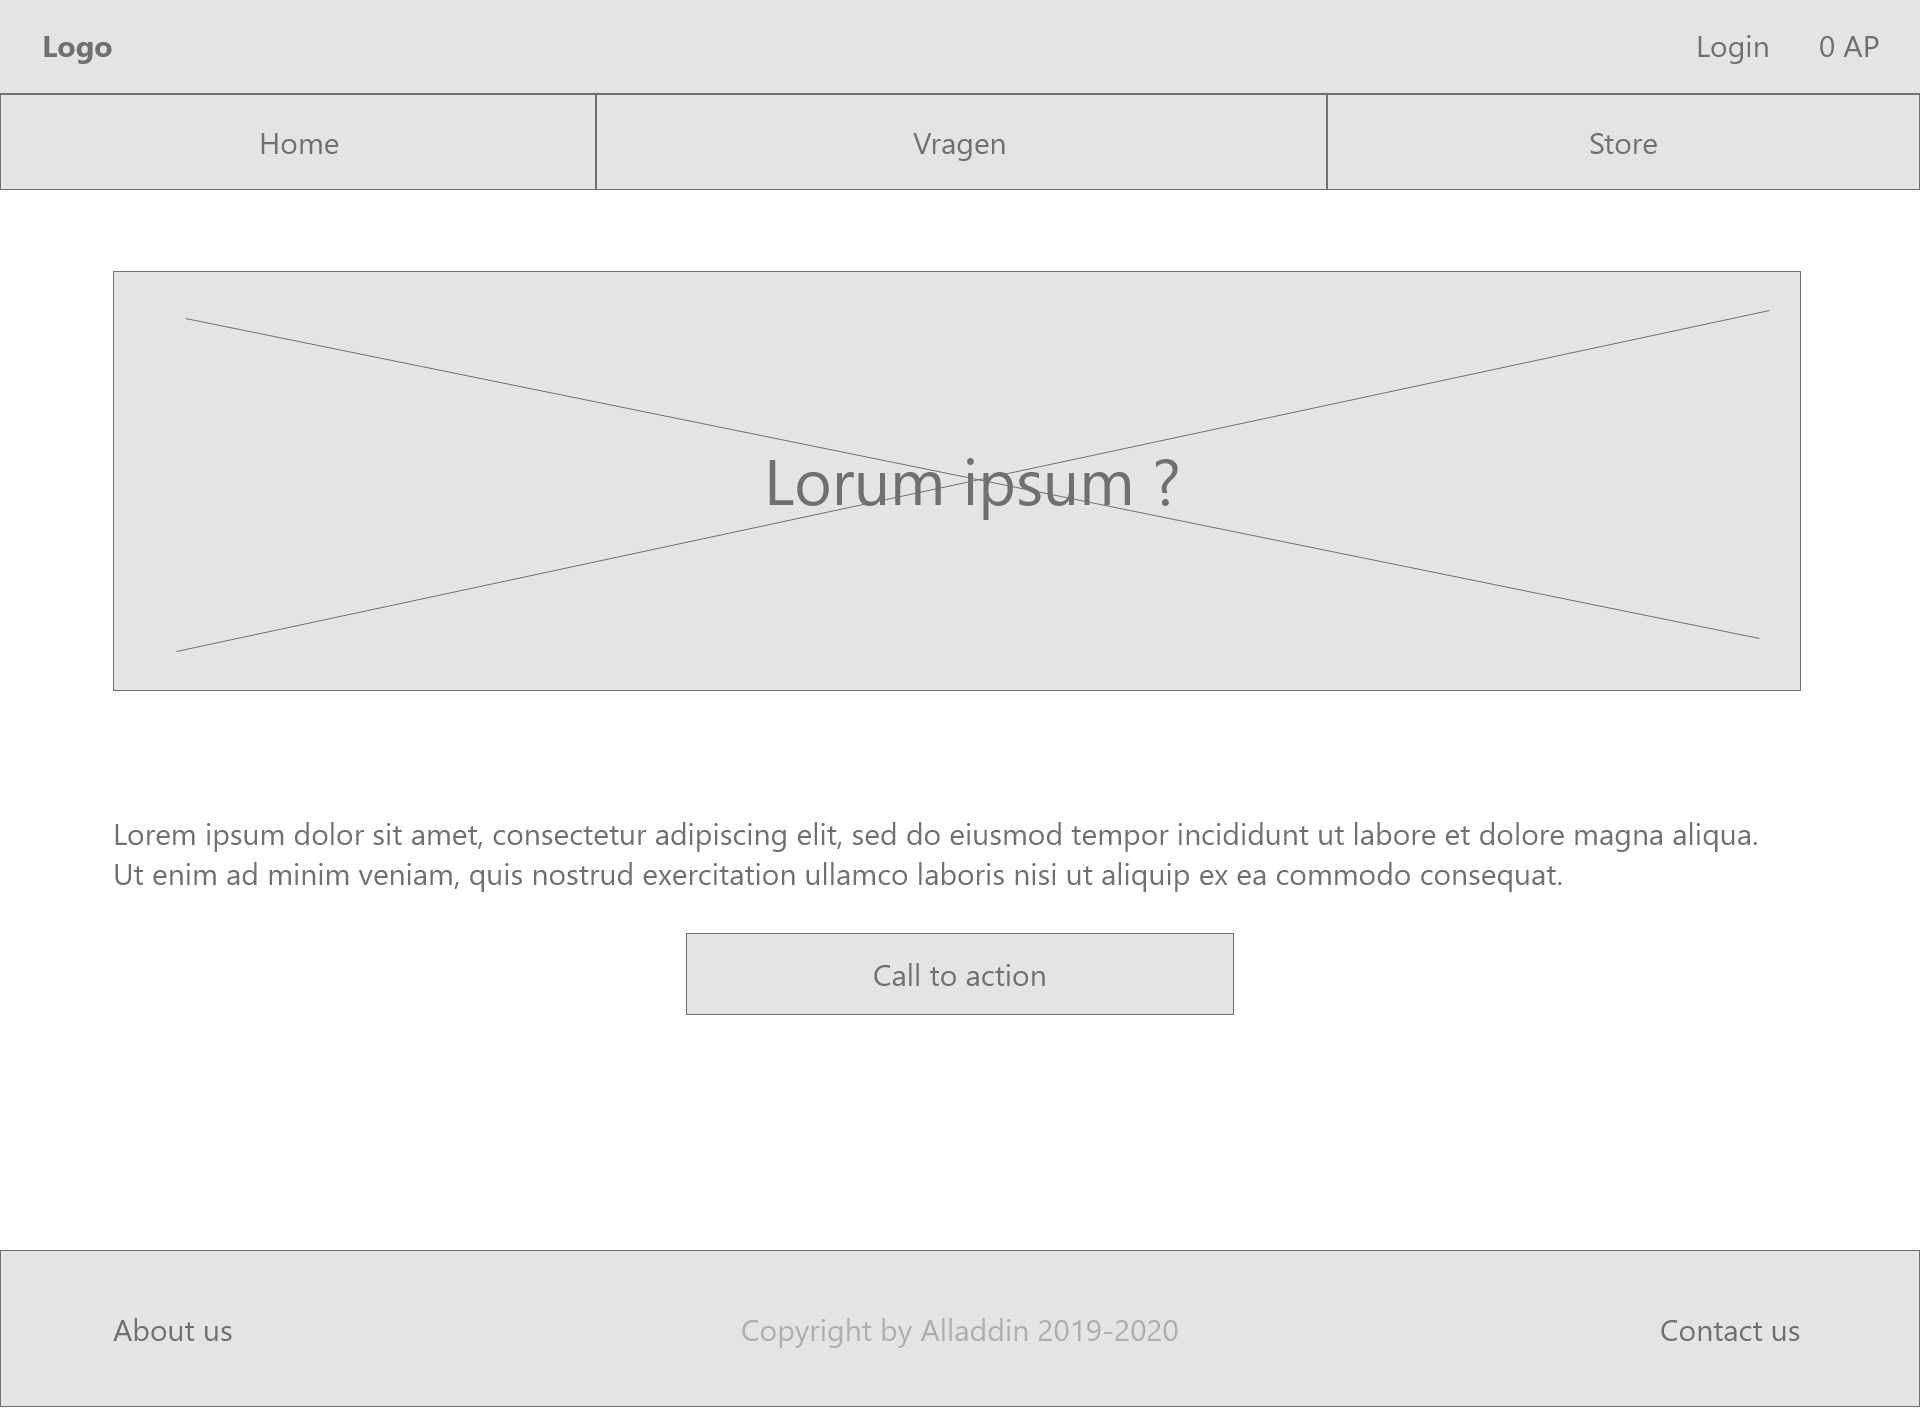 Logo
Login 0 AP
Home Vragen Store
Lorum ipsum ?
Lorem ipsum dolor sit amet, consectetur adipiscing elit, sed do eiusmod tempor incididunt ut labore et dolore magna aliqua.
Ut enim ad minim veniam, quis nostrud exercitation ullamco laboris nisi ut aliquip ex ea commodo consequat.
Call to action
About us Copyright by Alladdin 2019-2020 Contact us